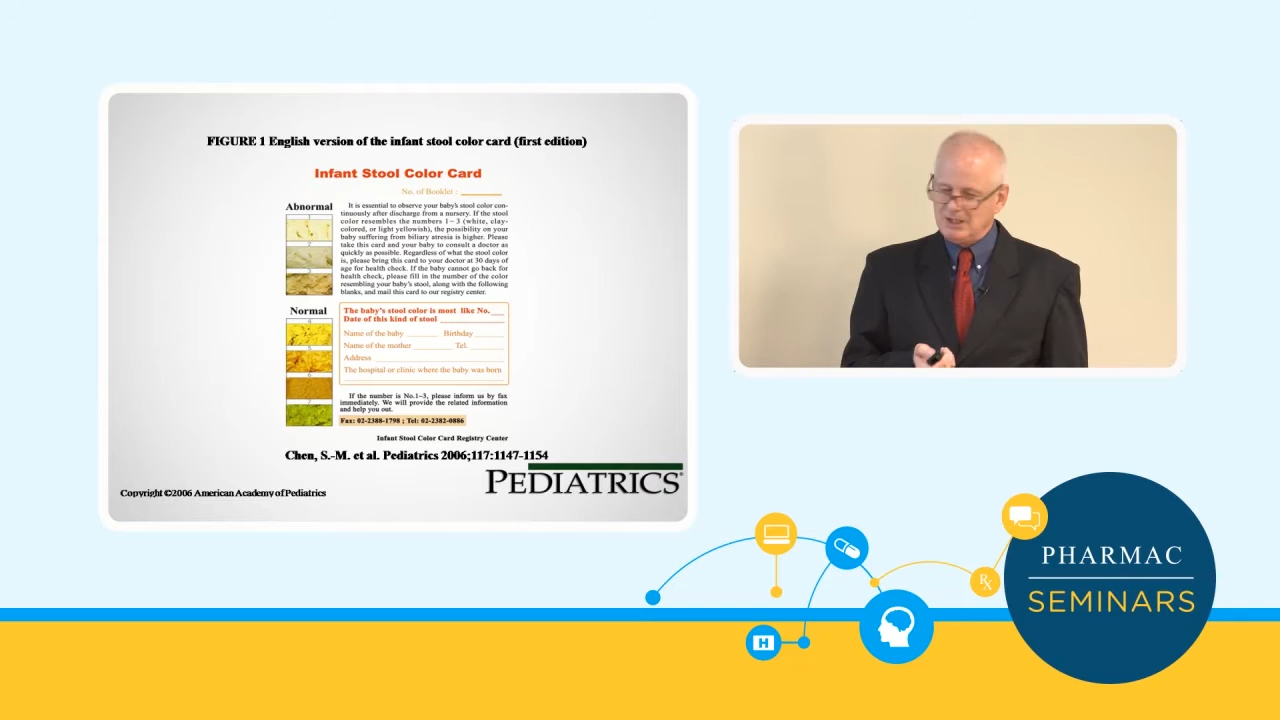 FIGURE 1 English version of the infant stool color card (first edition)
Infant Stool Color Card
No. of Booklet :
Abnormal
1
2
3
It is essential to observe your baby's stool color con-
tinuously after discharge from a nursery. If the stool
color resembles the numbers 1~3 (white, clay-
colored, or light yellowish), the possibility on your
baby suffering from biliary atresia is higher. Please
take this card and your baby to consult a doctor as
quickly as possible. Regardless of what the stool color
is, please bring this card to your doctor at 30 days of
age for health check. If the baby cannot go back for
health check, please fill in the number of the color
resembling your baby's stool, along with the following
blanks, and mail this card to our registry center.
Normal
4
5
6
7
The baby's stool color is most like No.
Date of this kind of stool
Name of the baby Birthday
Name of the mother Tel.
Address
The hospital or clinic where the baby was born
If the number is No.1~3, please inform us by fax
immediately. We will provide the related information
and help you out.
Fax: 02-2388-1798 ; Tel: 02-2382-0886
Infant Stool Color Card Registry Center
Chen, S.-M. et al. Pediatrics 2006;117:1147-1154
PEDIATRICS®
Copyright ©2006 American Academy of Pediatrics
PHARMAC
SEMINARS
Rx
H